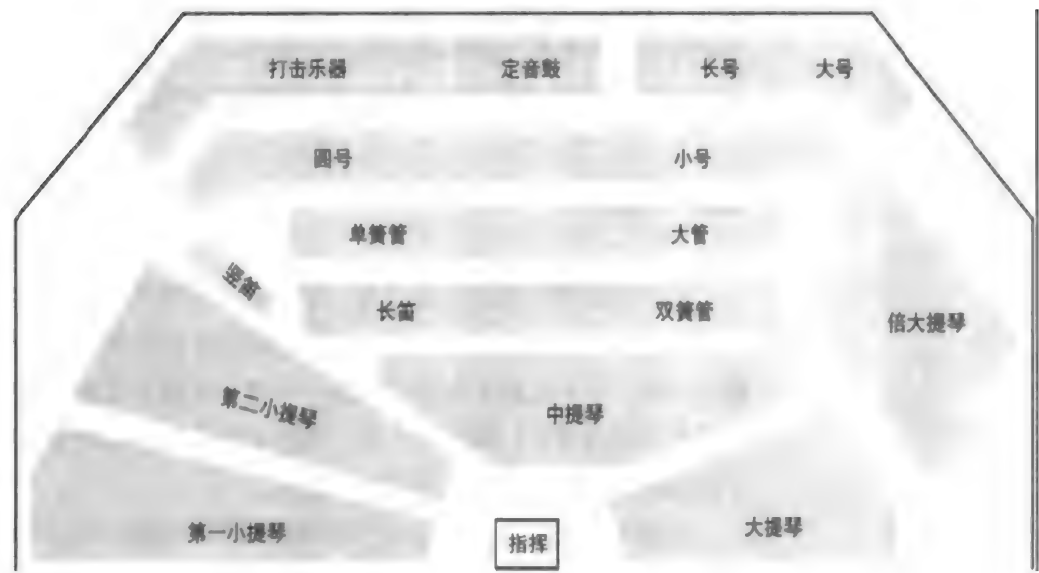 打击乐器
定音鼓
长号
大号
圆号
小号
单簧管
大管
竖笛
长笛
双簧管
倍大提琴
第二小提琴
中提琴
第一小提琴
指挥
大提琴